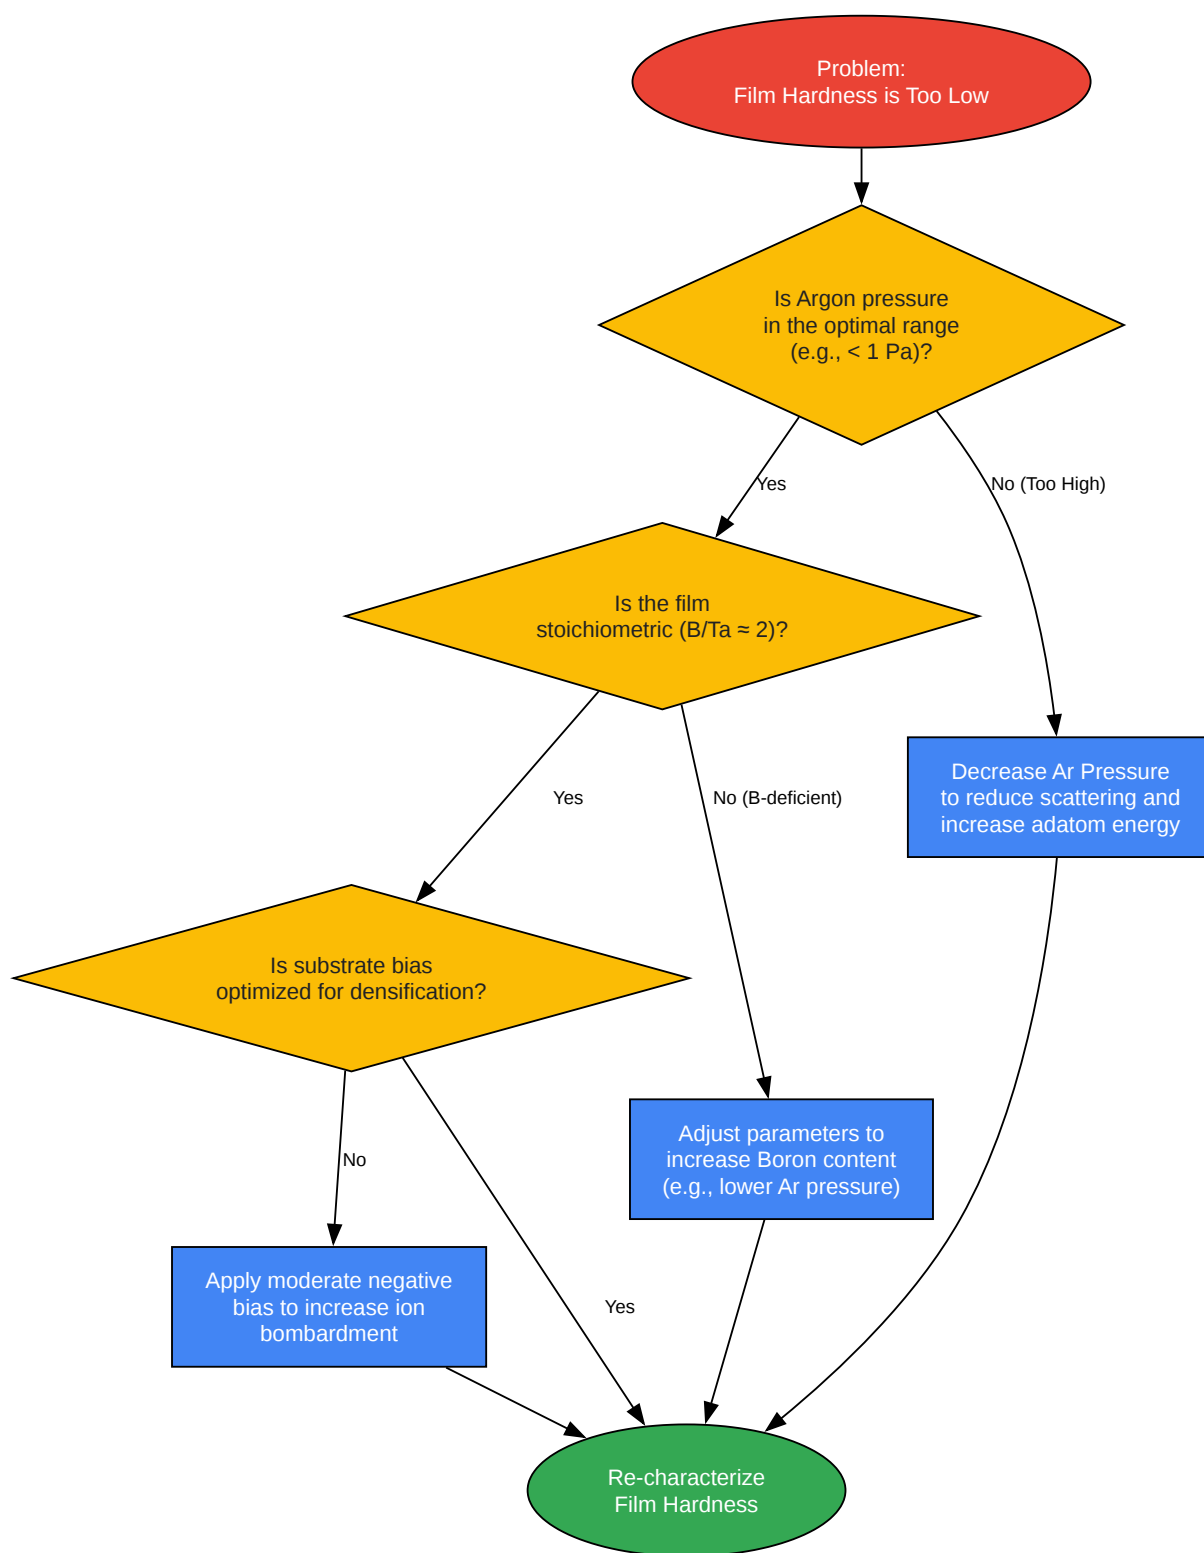 Problem:
Film Hardness is Too Low
Is Argon pressure
in the optimal range
(e.g., < 1 Pa)?
Yes
No (Too High)
Is the film
stoichiometric (B/Ta ≈ 2)?
Decrease Ar Pressure
to reduce scattering and
increase adatom energy
Yes
No (B-deficient)
Is substrate bias
optimized for densification?
Adjust parameters to
increase Boron content
(e.g., lower Ar pressure)
No
Apply moderate negative
bias to increase ion
bombardment
Yes
Re-characterize
Film Hardness